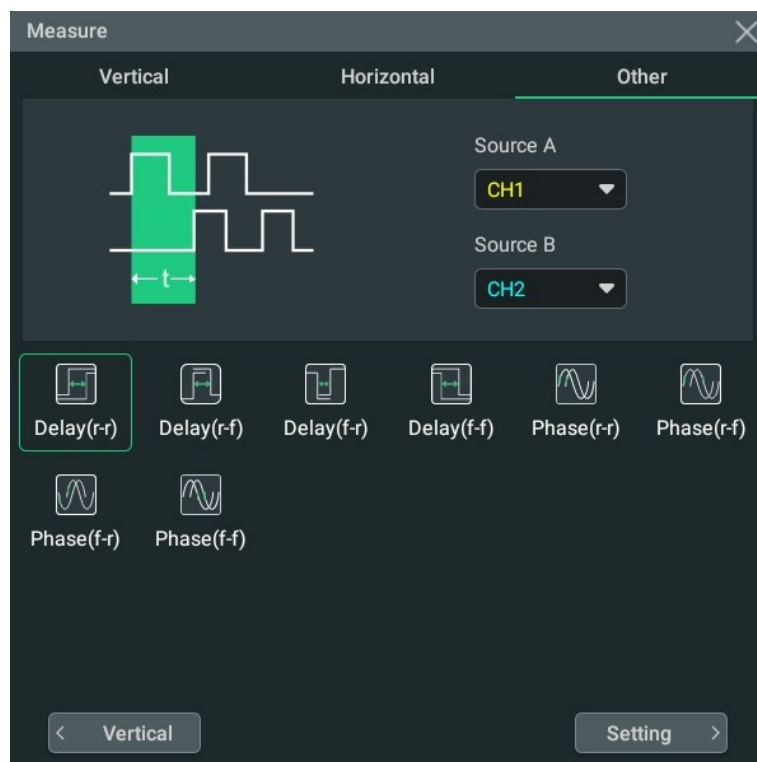 Measure
Vertical Horizontal Other
Source A
CH1
Source B
CH2
t
Delay(r-r) Delay(r-f) Delay(f-r) Delay(f-f) Phase(r-r) Phase(r-f)
Phase(f-r) Phase(f-f)
< Vertical Setting >